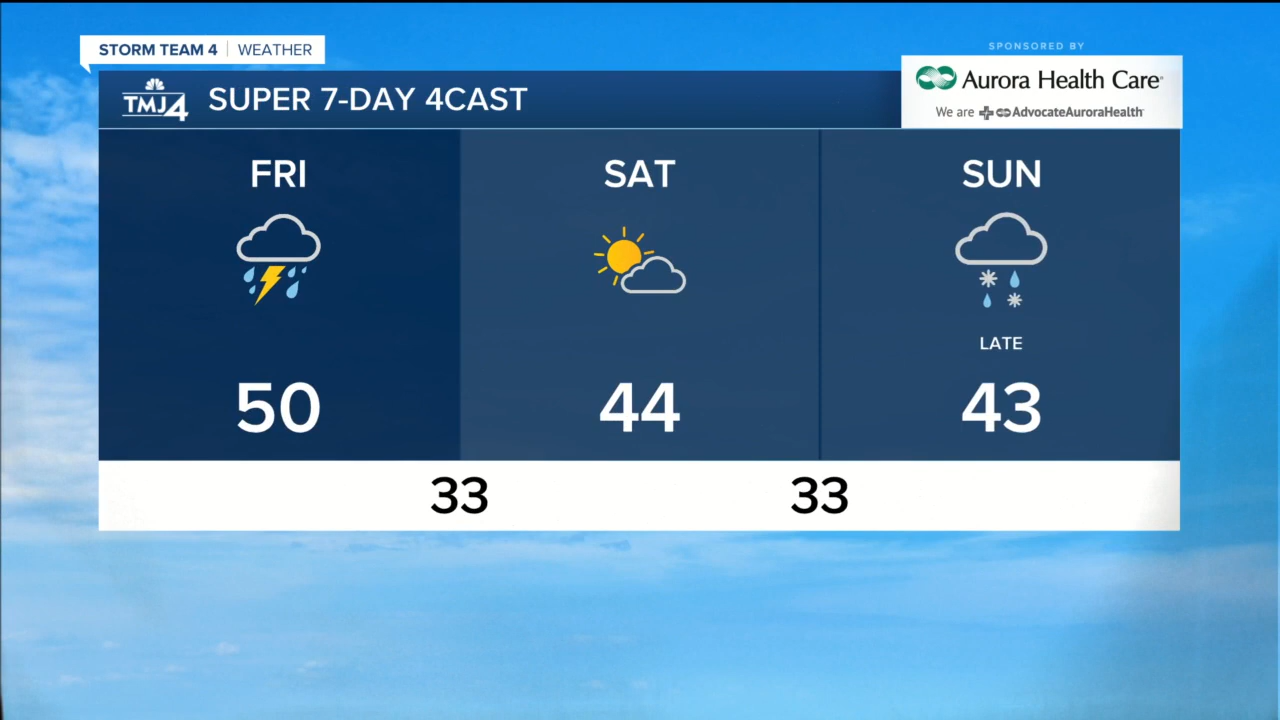 STORM TEAM 4 | WEATHER
SPONSORED BY
TMJ4
SUPER 7-DAY 4CAST
Aurora Health Care®
We are AdvocateAuroraHealth
FRI
SAT
SUN
LATE
50
44
43
33
33